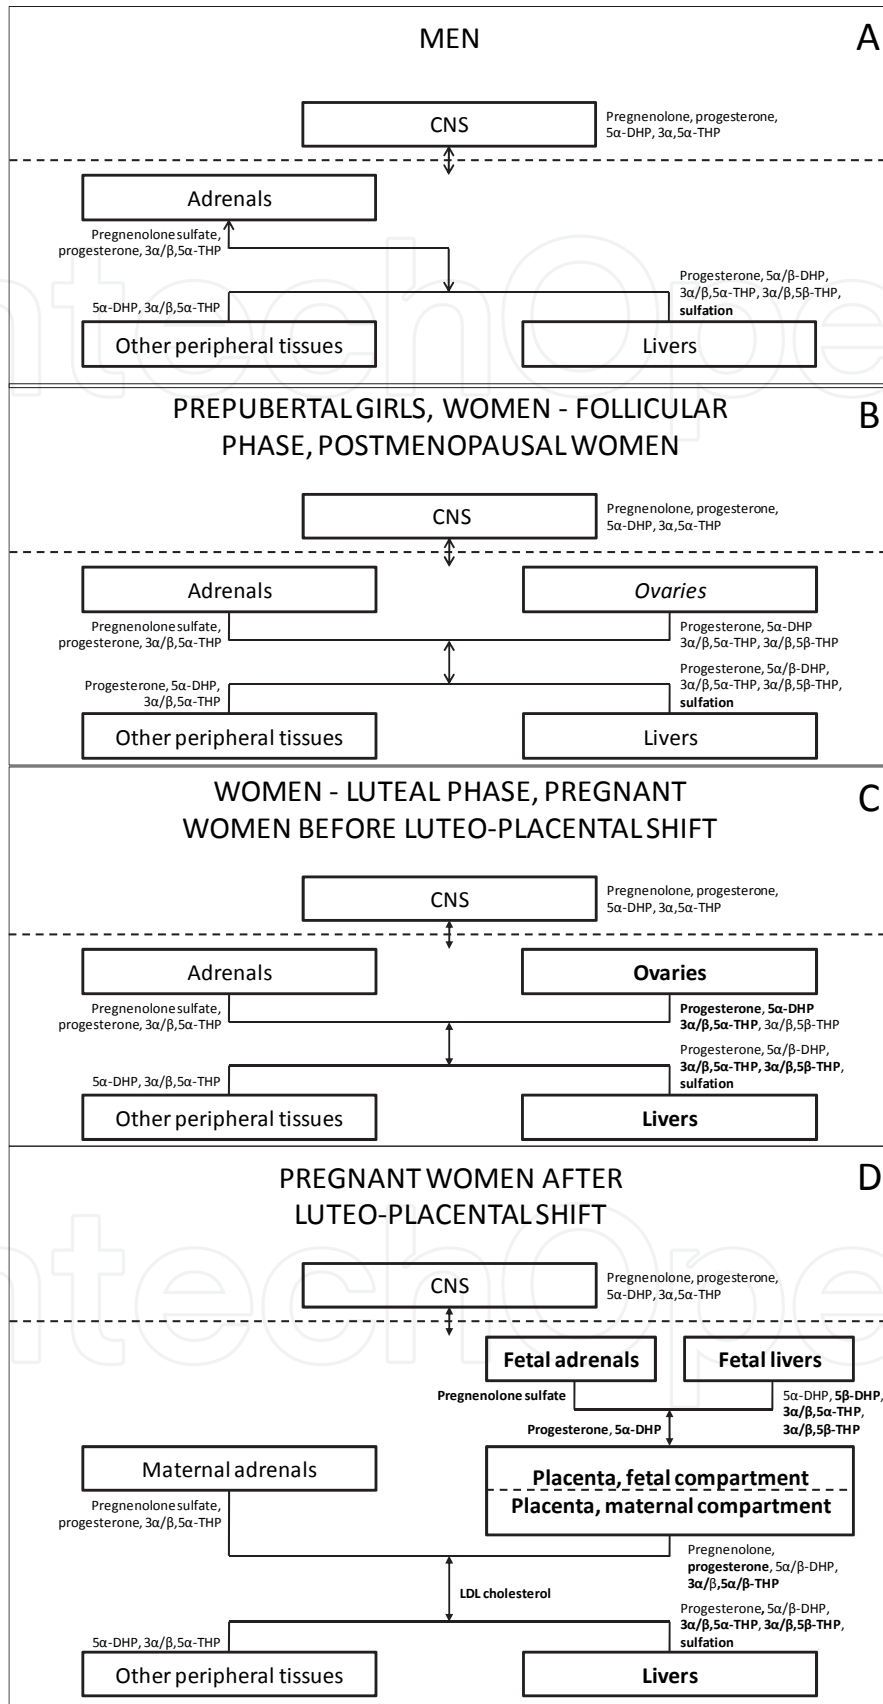 A
MEN
CNS
Pregnenolone, progesterone,
5α-DHP, 3α,5α-THP
Adrenals
Pregnenolone sulfate,
progesterone, 3α/β,5α-THP
Progesterone, 5α/β-DHP,
3α/β,5α-THP, 3α/β,5β-THP,
sulfation
5α-DHP, 3α/β,5α-THP
Other peripheral tissues
Livers
B
PREPUBERTAL GIRLS, WOMEN - FOLLICULAR
PHASE, POSTMENOPAUSAL WOMEN
CNS
Pregnenolone, progesterone,
5α-DHP, 3α,5α-THP
Adrenals
Ovaries
Pregnenolone sulfate,
progesterone, 3α/β,5α-THP
Progesterone, 5α-DHP
3α/β,5α-THP, 3α/β,5β-THP
Progesterone, 5α-DHP,
3α/β,5α-THP
Progesterone, 5α/β-DHP,
3α/β,5α-THP, 3α/β,5β-THP,
sulfation
Other peripheral tissues
Livers
C
WOMEN - LUTEAL PHASE, PREGNANT
WOMEN BEFORE LUTEO-PLACENTAL SHIFT
CNS
Pregnenolone, progesterone,
5α-DHP, 3α,5α-THP
Adrenals
Ovaries
Pregnenolone sulfate,
progesterone, 3α/β,5α-THP
Progesterone, 5α-DHP
3α/β,5α-THP, 3α/β,5β-THP
Progesterone, 5α/β-DHP,
3α/β,5α-THP, 3α/β,5β-THP,
sulfation
5α-DHP, 3α/β,5α-THP
Other peripheral tissues
Livers
D
PREGNANT WOMEN AFTER
LUTEO-PLACENTAL SHIFT
CNS
Pregnenolone, progesterone,
5α-DHP, 3α,5α-THP
Fetal adrenals
Fetal livers
Pregnenolone sulfate
5α-DHP, 5β-DHP,
3α/β,5α-THP,
3α/β,5β-THP
Progesterone, 5α-DHP
Maternal adrenals
Placenta, fetal compartment
Placenta, maternal compartment
Pregnenolone sulfate,
progesterone, 3α/β,5α-THP
Pregnenolone,
progesterone, 5α/β-DHP,
3α/β,5α/β-THP
LDL cholesterol
Progesterone, 5α/β-DHP,
3α/β,5α-THP, 3α/β,5β-THP,
sulfation
5α-DHP, 3α/β,5α-THP
Other peripheral tissues
Livers
ntechOpe
ntechOpe